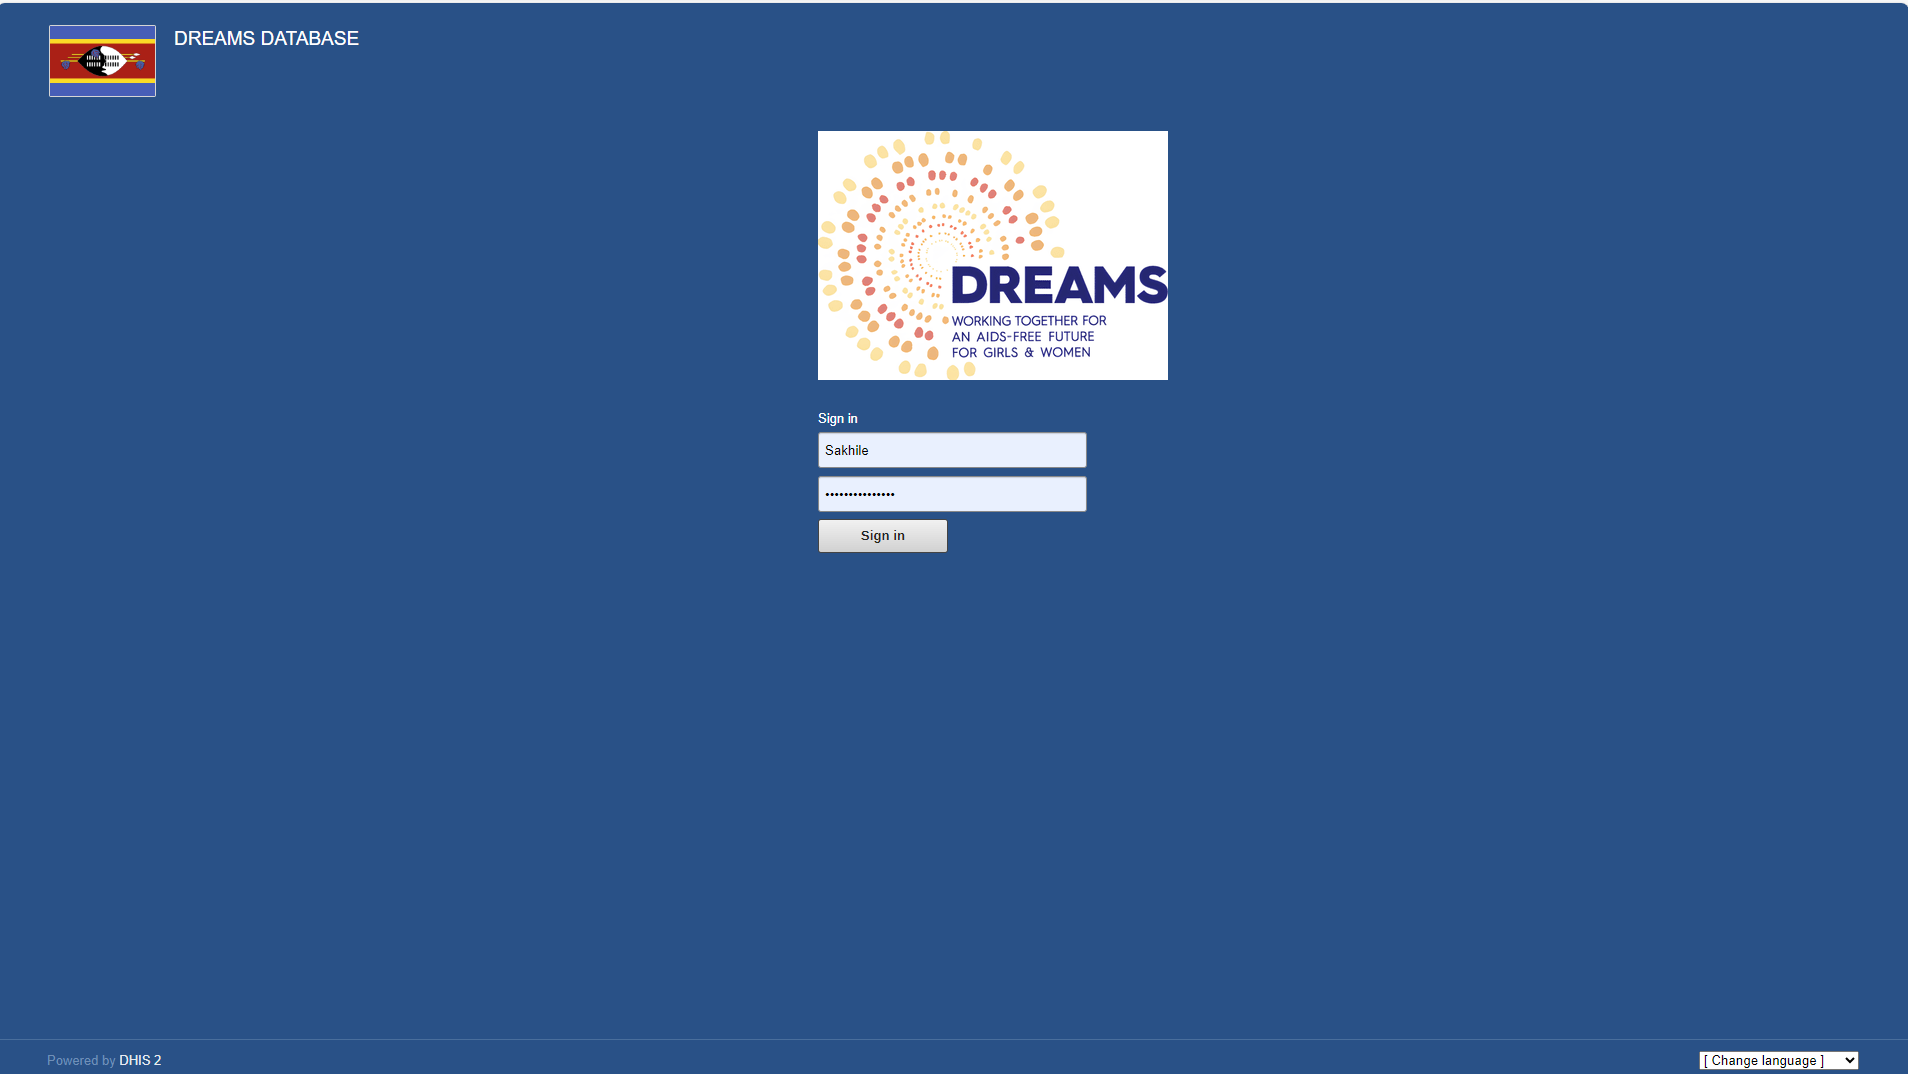 DREAMS DATABASE
DREAMS
WORKING TOGETHER FOR
AN AIDS-FREE FUTURE
FOR GIRLS & WOMEN
Sign in
Sakhile
•••••••••••••••
Sign in
Powered by DHIS 2
[ Change language ]